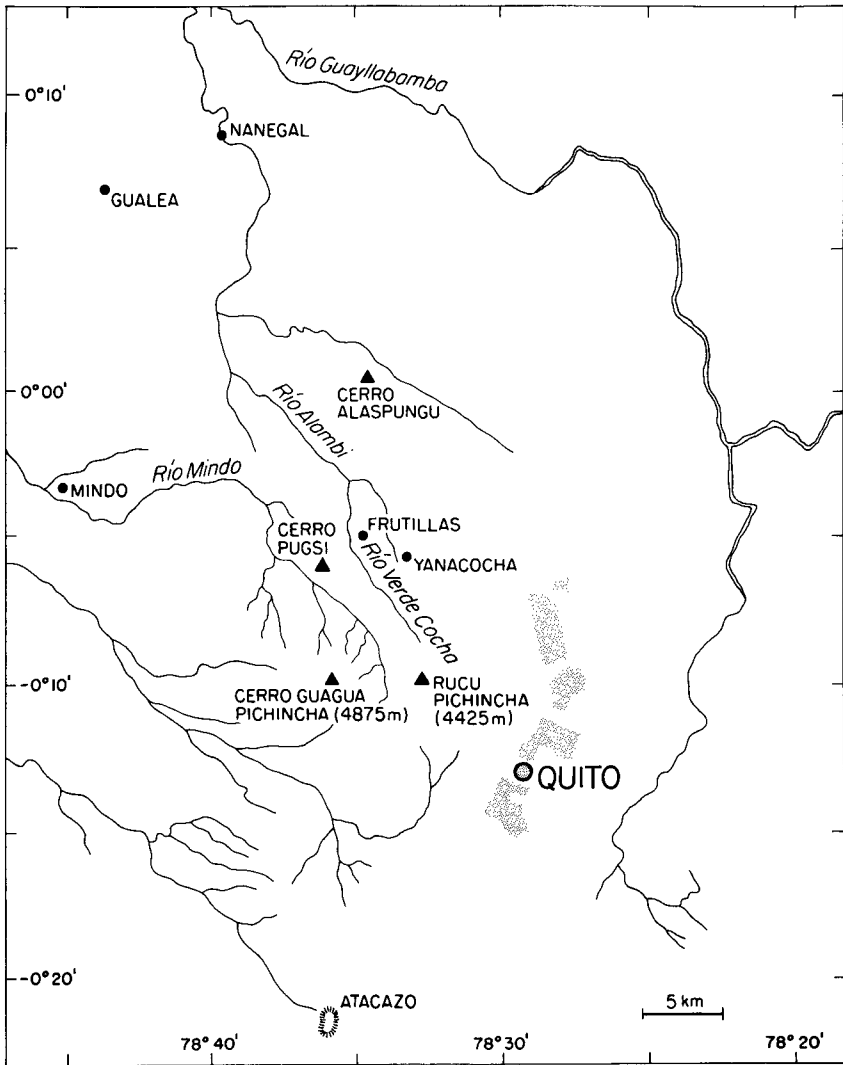 Río Guayllabamba
0°10'
NANEGAL
GUALEA
0°00'
CERRO
ALASPUNGU
Río Alambi
Río Mindo
MINDO
CERRO
PUGSI
FRUTILLAS
YANACOCHA
Río Verde Cocha
-0°10'
CERRO GUAGUA
PICHINCHA (4875m)
RUCU
PICHINCHA
(4425m)
QUITO
-0°20'
ATACAZO
5 km
78°40'
78°30'
78°20'